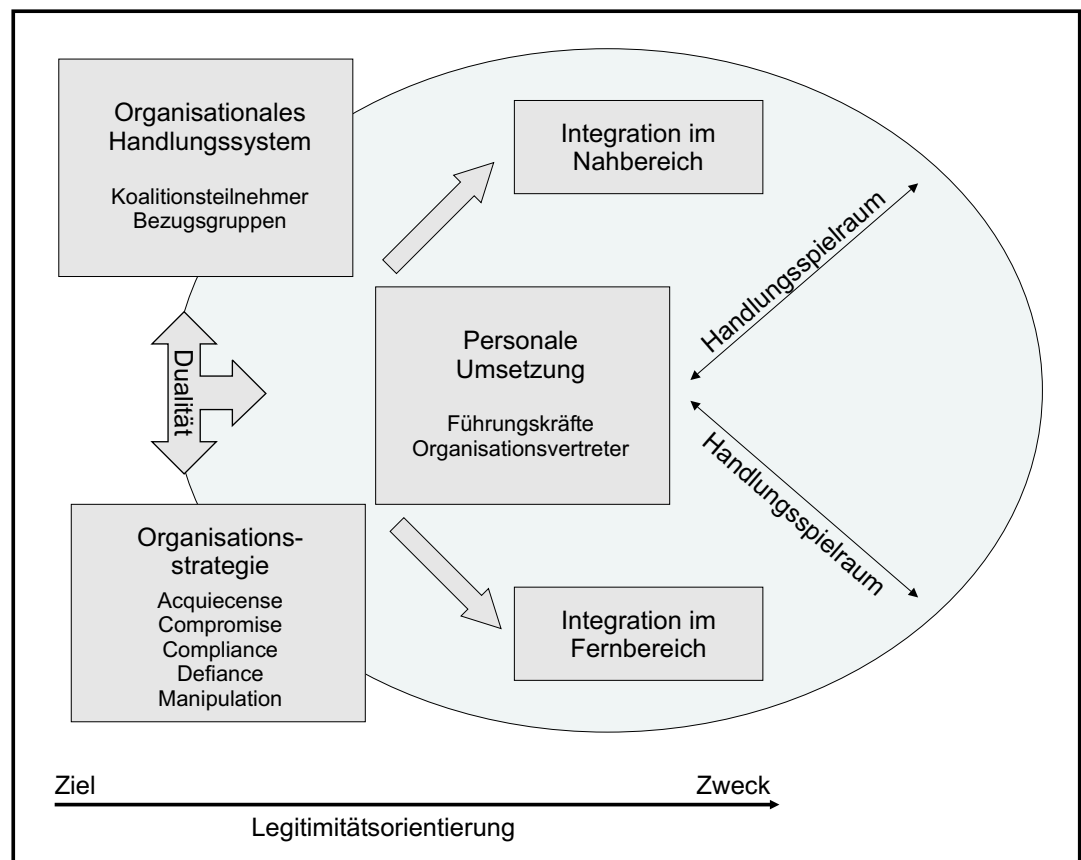 Organisationales
Handlungssystem
Koalitionsteilnehmer
Bezugsgruppen
Integration im
Nahbereich
Handlungsspielraum
Dualität
Personale
Umsetzung
Führungskräfte
Organisationsvertreter
Handlungsspielraum
Organisations-
strategie
Acquiecense
Compromise
Compliance
Defiance
Manipulation
Integration im
Fernbereich
Ziel
Zweck
Legitimitätsorientierung